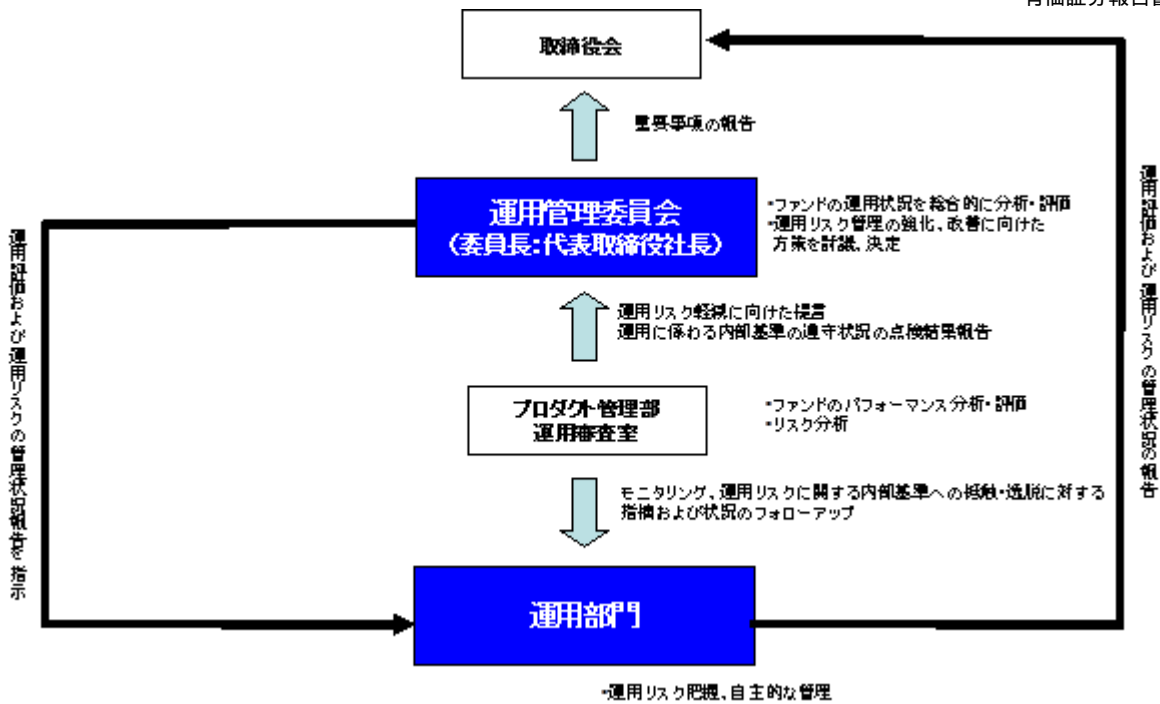 有価証券報告書
取締役会
重要事項の報告
運用管理委員会
(委員長:代表取締役社長)
・ファンドの運用状況を総合的に分析・評価
・運用リスク管理の強化、改善に向けた
方策を討議、決定
運用リスク軽減に向けた提言
運用に係わる内部基準の遵守状況の点検結果報告
プロダクト管理部
運用審査室
・ファンドのパフォーマンス分析・評価
・リスク分析
モニタリング、運用リスクに関する内部基準への抵触・逸脱に対する
指摘および状況のフォローアップ
運用部門
・運用リスク把握、自主的な管理
運用評価および運用リスクの管理状況報告を指示
運用評価および運用リスクの管理状況の報告